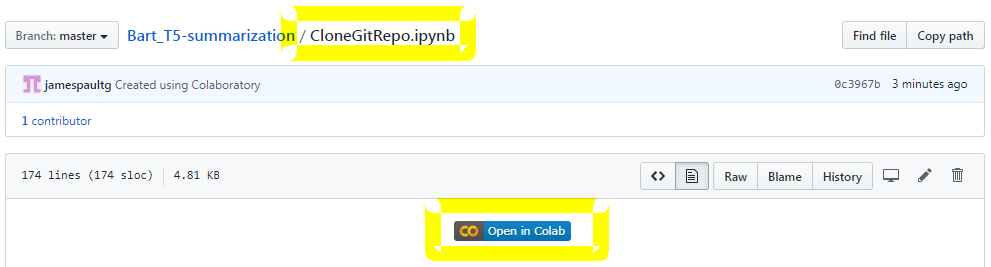 Branch: master Bart_T5-summarization / CloneGitRepo.ipynb Find file Copy path
jamespaultg Created using Colaboratory 0c3967b 3 minutes ago
1 contributor
174 lines (174 sloc) 4.81 KB Raw Blame History
CO Open in Colab